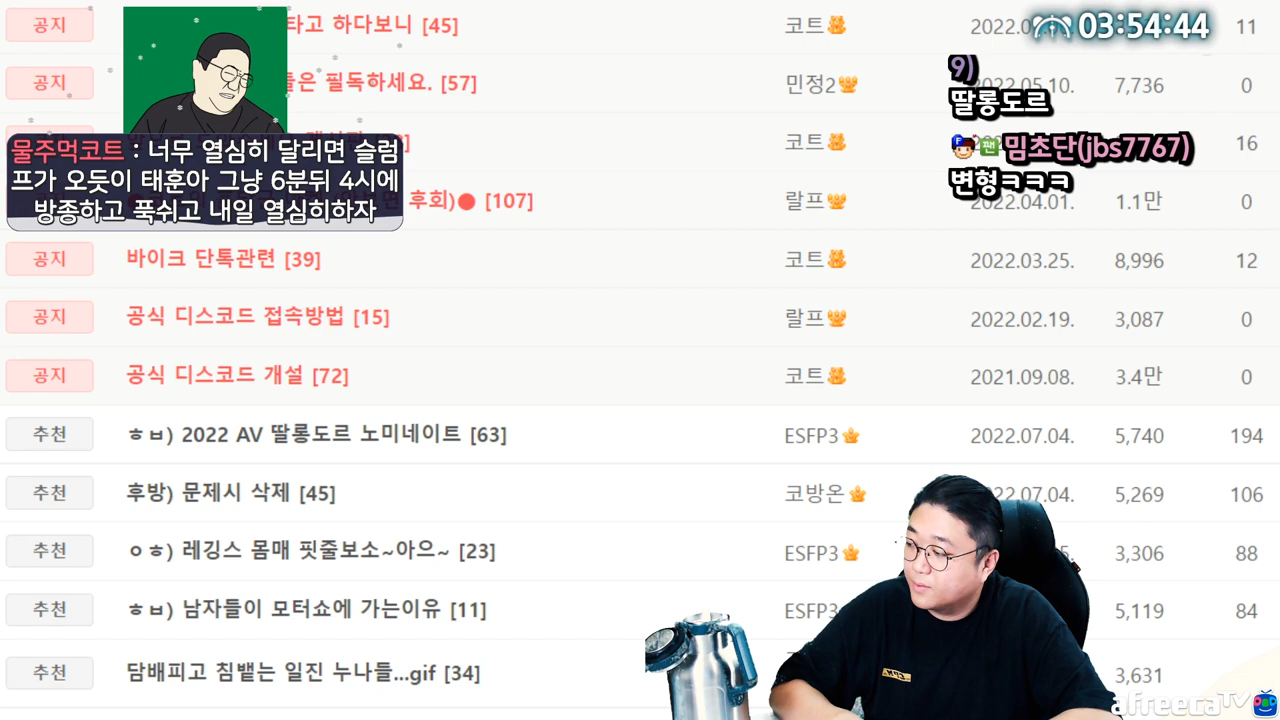 공지 타고 하다보니 [45] 코트 2022.0 11
03:54:44
공지 들은 필독하세요. [57] 민정2 2022.05.10. 7,736 0
9)
딸롱도르
코트 16
F 팬 밈초단(jbs7767)
변형ㅋㅋㅋ
물주먹코트 : 너무 열심히 달리면 슬럼
프가 오듯이 태훈아 그냥 6분뒤 4시에
방종하고 푹쉬고 내일 열심히하자
후회)● [107] 랄프 2022.04.01. 1.1만 0
공지 바이크 단톡관련 [39] 코트 2022.03.25. 8,996 12
공지 공식 디스코드 접속방법 [15] 랄프 2022.02.19. 3,087 0
공지 공식 디스코드 개설 [72] 코트 2021.09.08. 3.4만 0
추천 ㅎㅂ) 2022 AV 딸롱도르 노미네이트 [63] ESFP3 2022.07.04. 5,740 194
추천 후방) 문제시 삭제 [45] 코방온 22.07.04. 5,269 106
추천 ㅇㅎ) 레깅스 몸매 핏줄보소~아으~ [23] ESFP3 3,306 88
추천 ㅎㅂ) 남자들이 모터쇼에 가는이유 [11] ESFP3 5,119 84
추천 담배피고 침뱉는 일진 누나들...gif [34] 3,631
afreecaTV